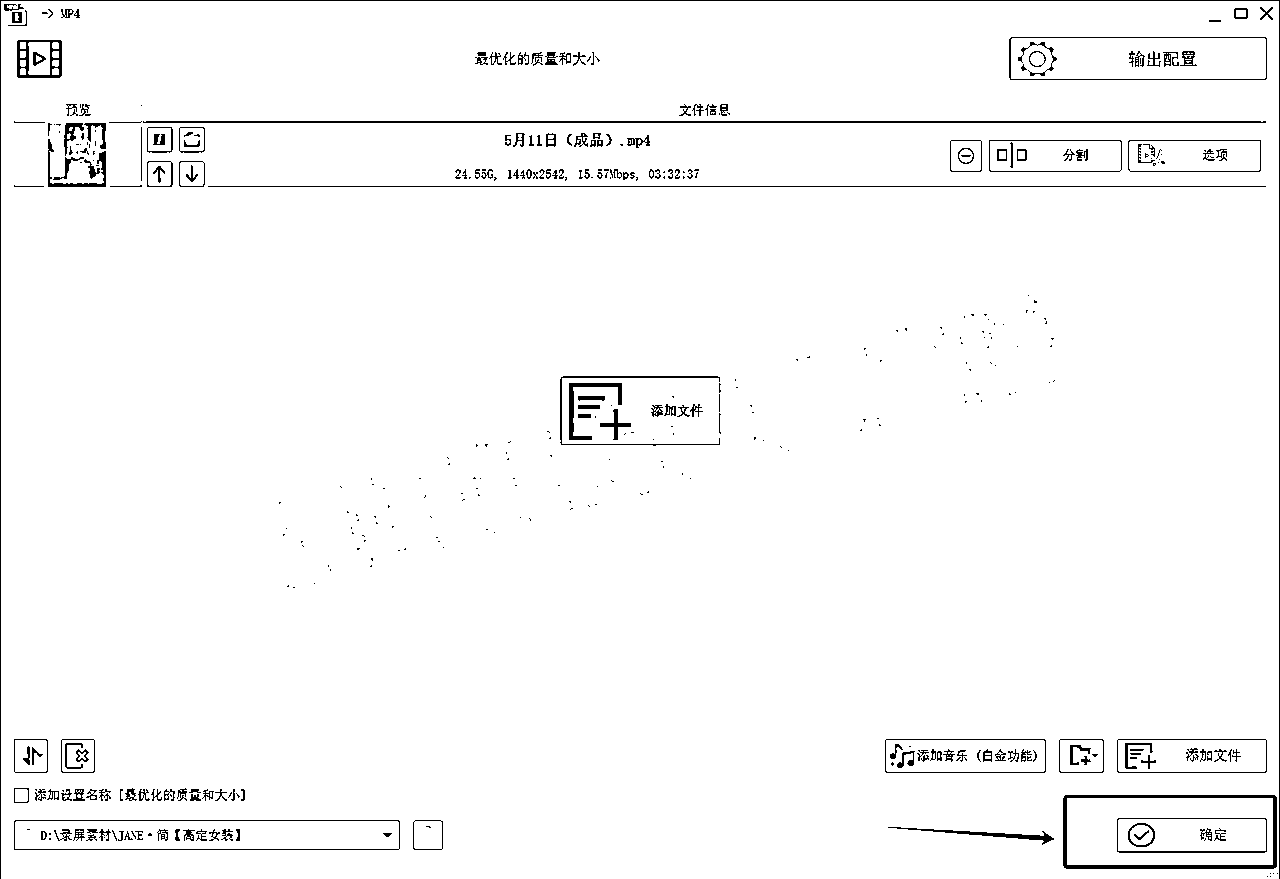 -> MP4
最优化的质量和大小
输出配置
预览
文件信息
5月11日（成品）.mp4
24.55G, 1440x2542, 15.57Mbps, 03:32:37
分割
选项
添加文件
添加音乐（白金功能）
添加文件
添加设置名称 [最优化的质量和大小]
D:\录屏素材\JANE·简【高定女装】
确定